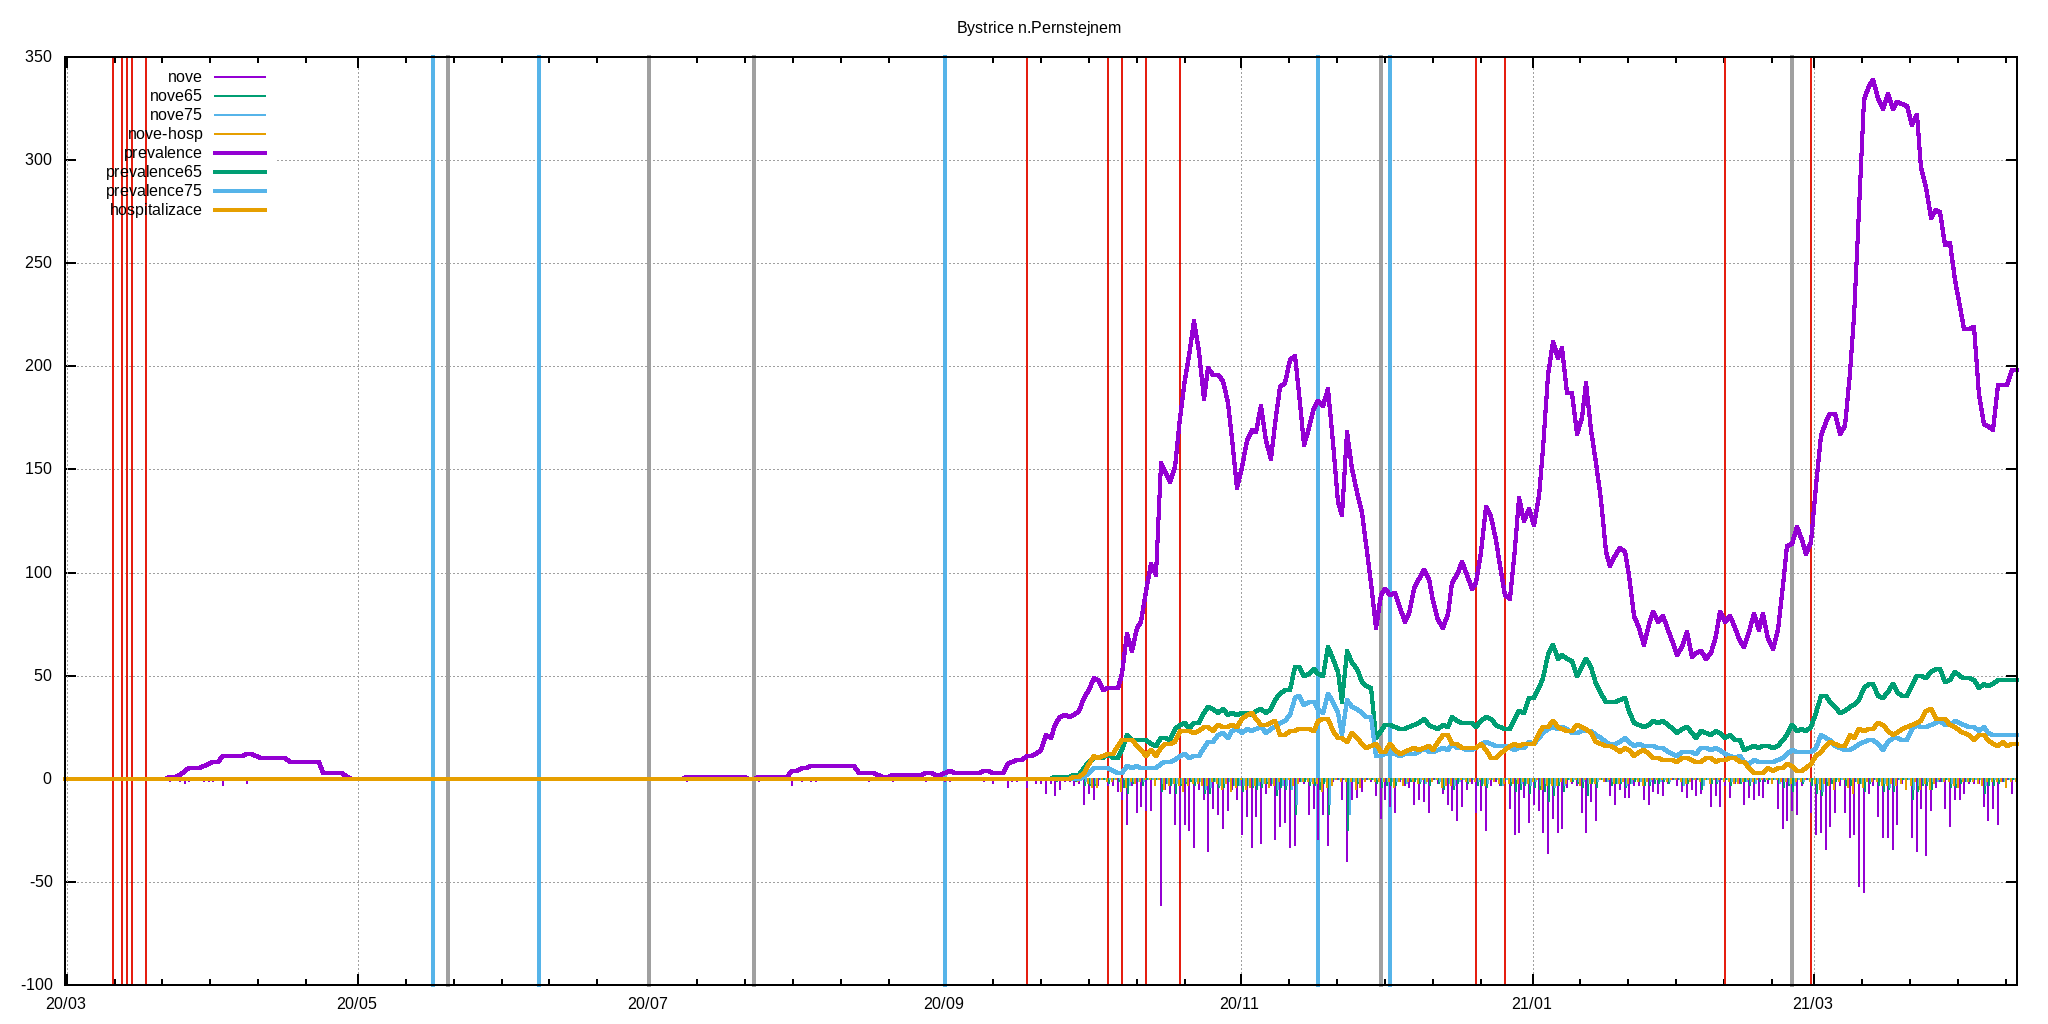 Bystrice n.Pernstejnem
350
300
250
200
150
100
50
0
-50
-100
nove
nove65
nove75
nove-hosp
prevalence
prevalence65
prevalence75
hospitalizace
20/03 20/05 20/07 20/09 20/11 21/01 21/03